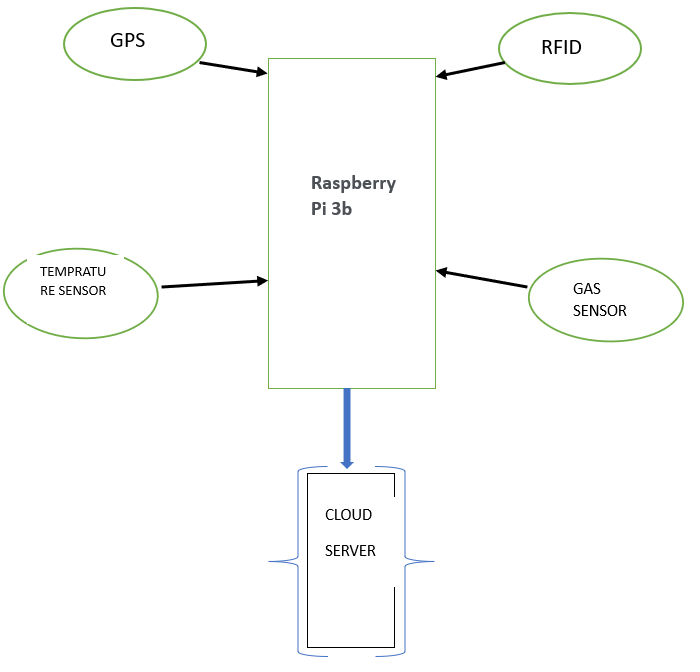 GPS
RFID
Raspberry
Pi 3b
TEMPRATU
RE SENSOR
GAS
SENSOR
CLOUD
SERVER